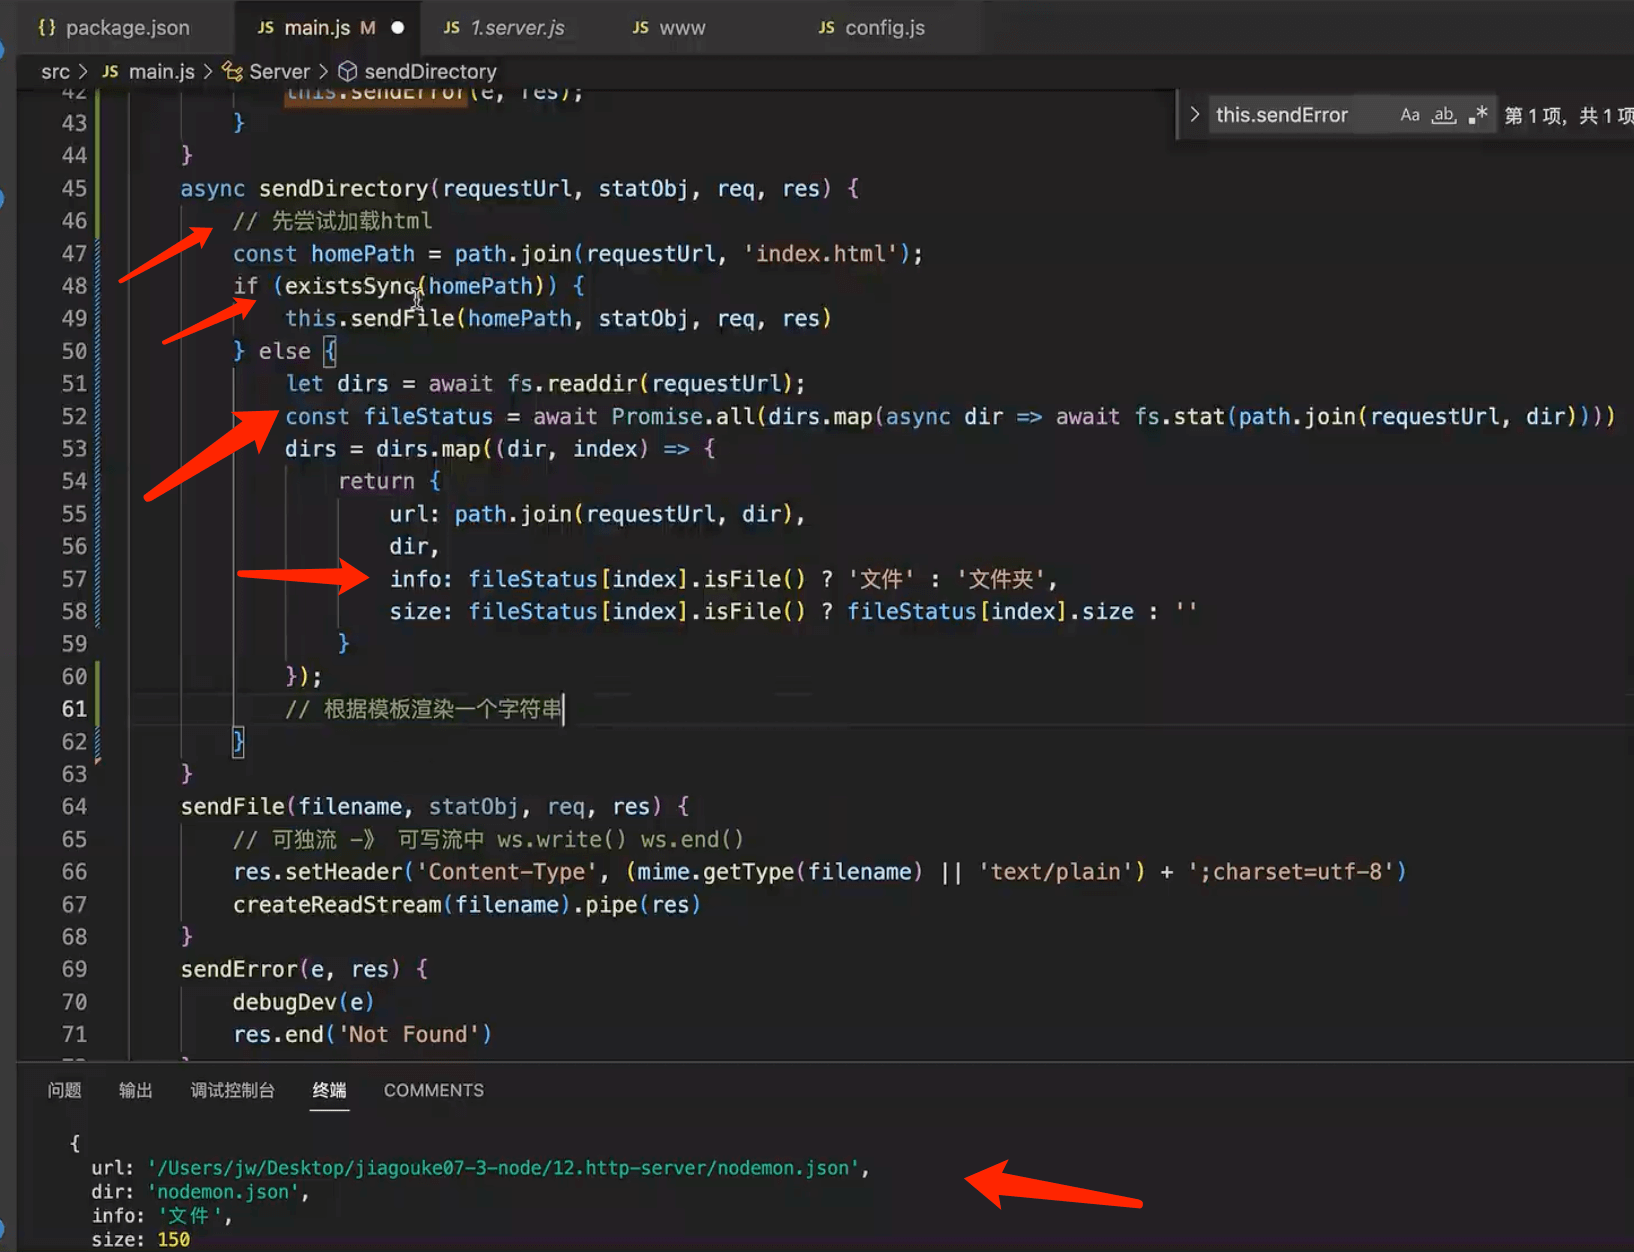 {} package.json JS main.js M JS 1.server.js JS www JS config.js
src > JS main.js > Server > sendDirectory
> this.sendError Aa ab .* 第 1 项, 共 1 项
42 this.sendError(e, res);
43 }
44 }
45 async sendDirectory(requestUrl, statObj, req, res) {
46 // 先尝试加载html
47 const homePath = path.join(requestUrl, 'index.html');
48 if (existsSync(homePath)) {
49 this.sendFile(homePath, statObj, req, res)
50 } else {
51 let dirs = await fs.readdir(requestUrl);
52 const fileStatus = await Promise.all(dirs.map(async dir => await fs.stat(path.join(requestUrl, dir))))
53 dirs = dirs.map((dir, index) => {
54 return {
55 url: path.join(requestUrl, dir),
56 dir,
57 info: fileStatus[index].isFile() ? '文件' : '文件夹',
58 size: fileStatus[index].isFile() ? fileStatus[index].size : ''
59 }
60 });
61 // 根据模板渲染一个字符串
62 }
63 }
64 sendFile(filename, statObj, req, res) {
65 // 可独流 -》 可写流中 ws.write() ws.end()
66 res.setHeader('Content-Type', (mime.getType(filename) || 'text/plain') + ';charset=utf-8')
67 createReadStream(filename).pipe(res)
68 }
69 sendError(e, res) {
70 debugDev(e)
71 res.end('Not Found')
问题 输出 调试控制台 终端 COMMENTS
{
url: '/Users/jw/Desktop/jiagouke07-3-node/12.http-server/nodemon.json',
dir: 'nodemon.json',
info: '文件',
size: 150